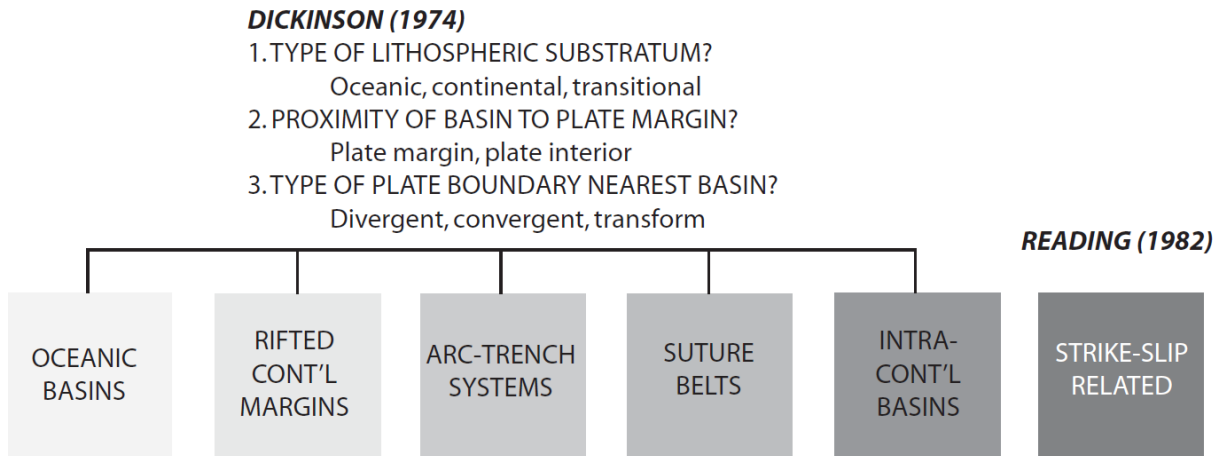 DICKINSON (1974)
1. TYPE OF LITHOSPHERIC SUBSTRATUM?
Oceanic, continental, transitional
2. PROXIMITY OF BASIN TO PLATE MARGIN?
Plate margin, plate interior
3. TYPE OF PLATE BOUNDARY NEAREST BASIN?
Divergent, convergent, transform
READING (1982)
OCEANIC
BASINS
RIFTED
CONT'L
MARGINS
ARC-TRENCH
SYSTEMS
SUTURE
BELTS
INTRA-
CONT'L
BASINS
STRIKE-SLIP
RELATED